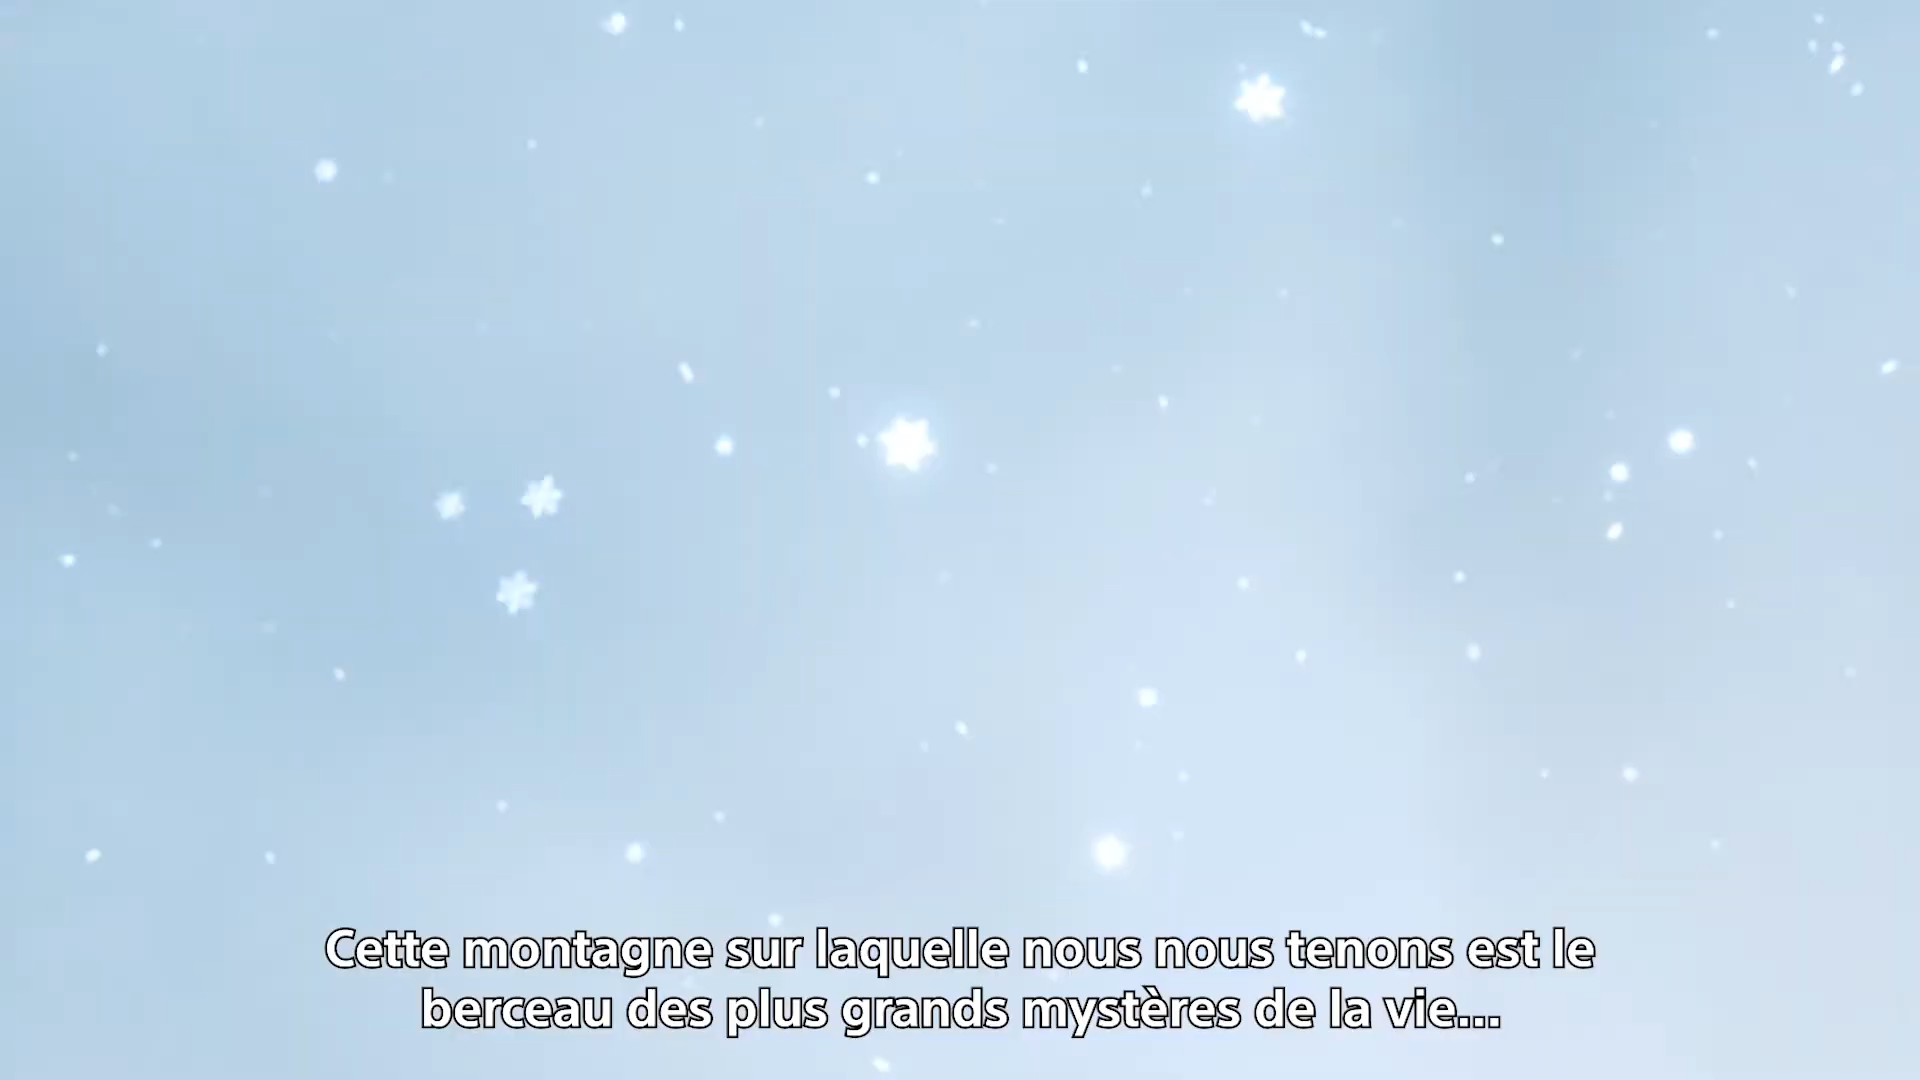 Cette montagne sur laquelle nous nous tenons est le
berceau des plus grands mystères de la vie...